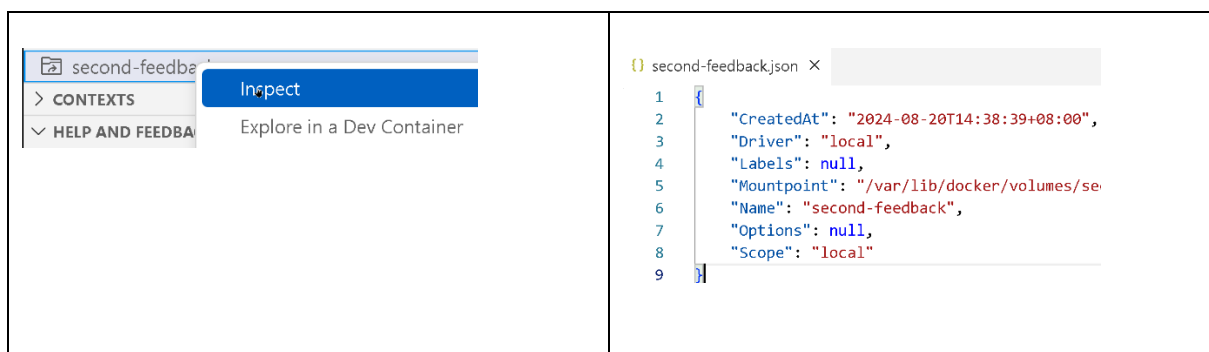 second-feedba
Inspect
CONTEXTS
HELP AND FEEDBA
Explore in a Dev Container
{} second-feedback.json ×
1 {
2 "CreatedAt": "2024-08-20T14:38:39+08:00",
3 "Driver": "local",
4 "Labels": null,
5 "Mountpoint": "/var/lib/docker/volumes/se
6 "Name": "second-feedback",
7 "Options": null,
8 "Scope": "local"
9 }